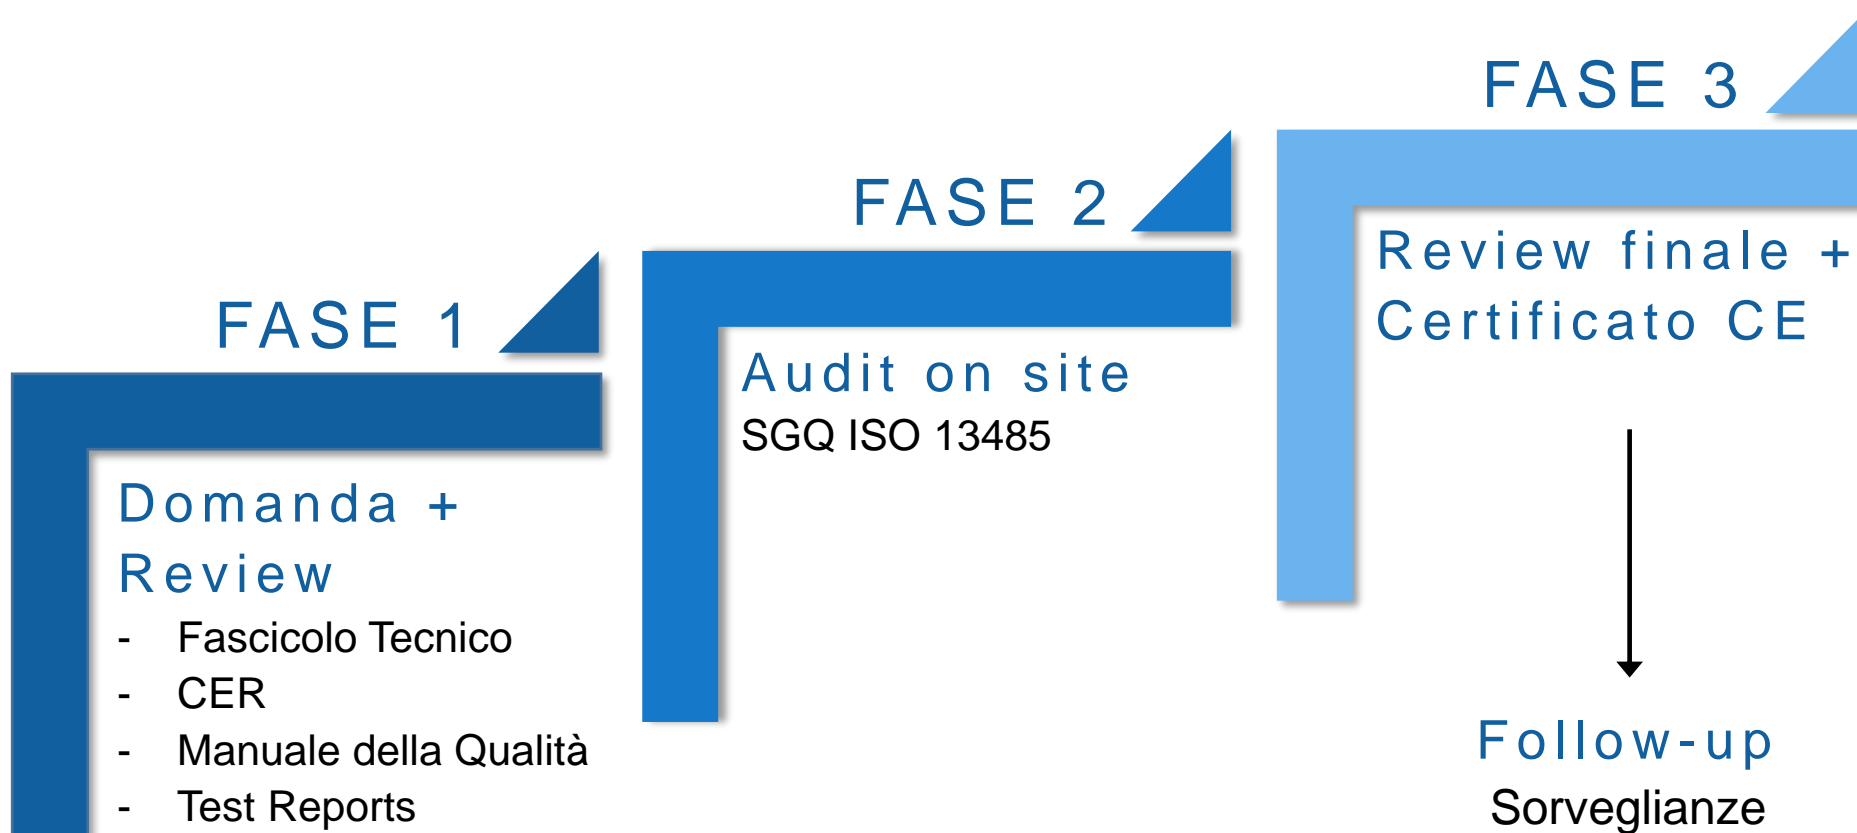 FASE 1
Domanda +
Review
- Fascicolo Tecnico
- CER
- Manuale della Qualità
- Test Reports
FASE 2
Audit on site
SGQ ISO 13485
FASE 3
Review finale +
Certificato CE
Follow-up
Sorveglianze